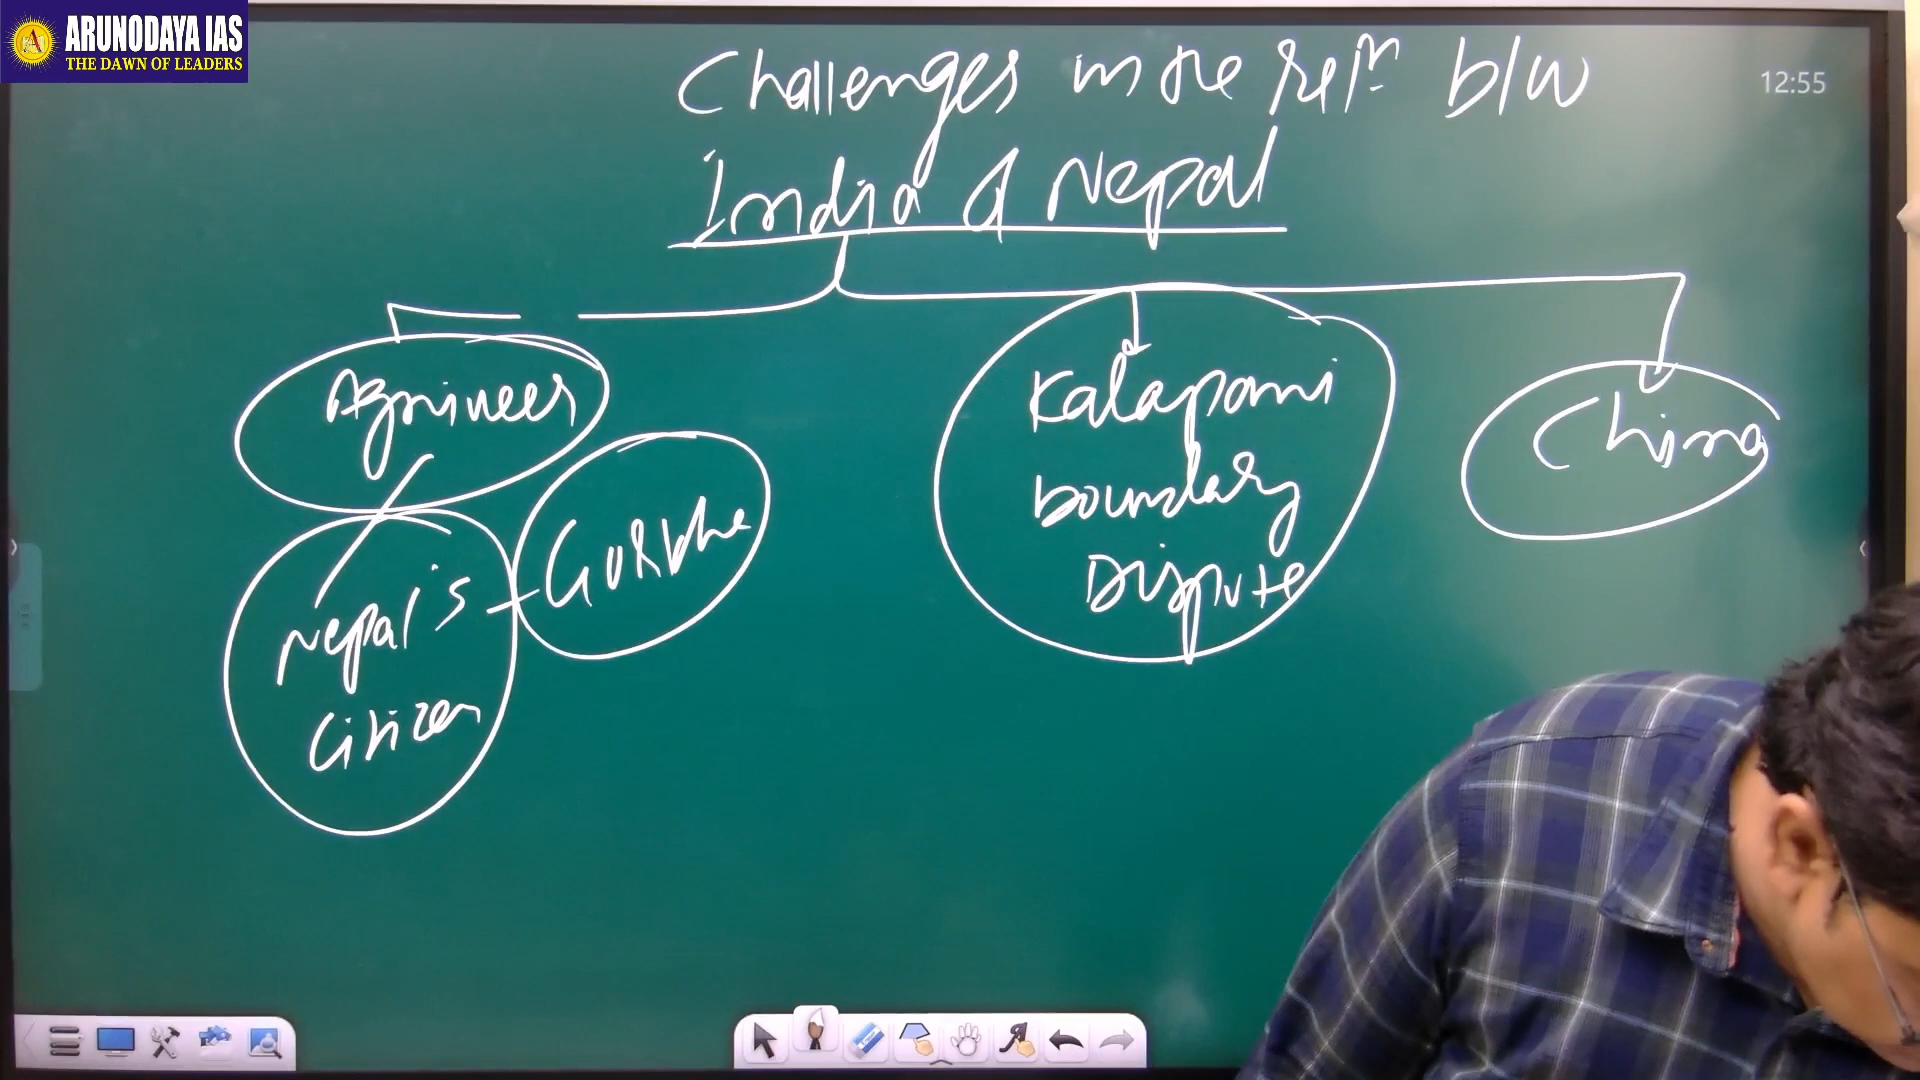 ARUNODAYA IAS
THE DAWN OF LEADERS
Challenges in the relⁿ b/w
India & Nepal
12:55
Agniveer
Nepal's
Citizen
Gurkha
Kalapani
Boundary
Dispute
China